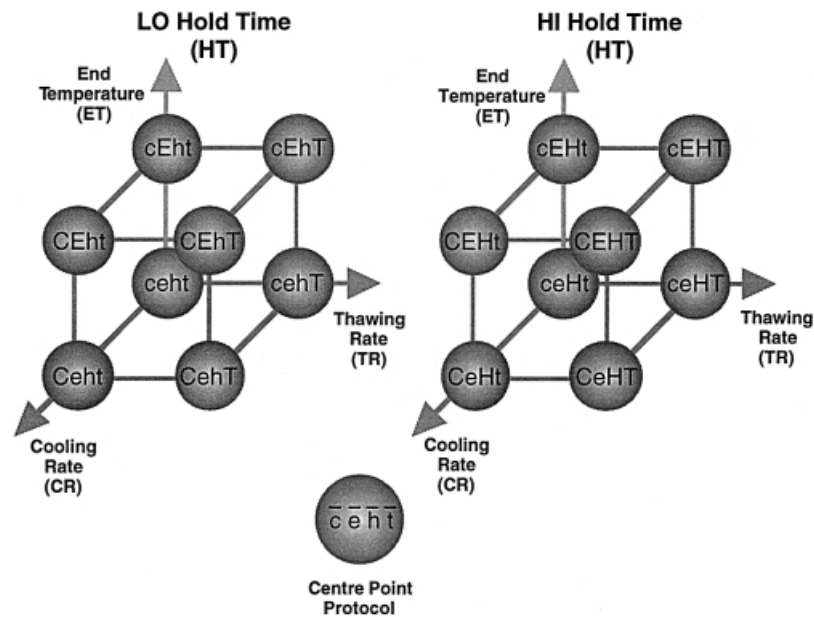 LO Hold Time
(HT)
HI Hold Time
(HT)
End
Temperature
(ET)
End
Temperature
(ET)
cEht
cEhT
cEHt
cEHT
CEht
CEhT
CEHt
CEHT
ceht
cehT
ceHt
ceHT
Thawing
Rate
(TR)
Thawing
Rate
(TR)
Ceht
CehT
CeHt
CeHT
Cooling
Rate
(CR)
Cooling
Rate
(CR)
c̅ e̅ h̅ t̅
Centre Point
Protocol